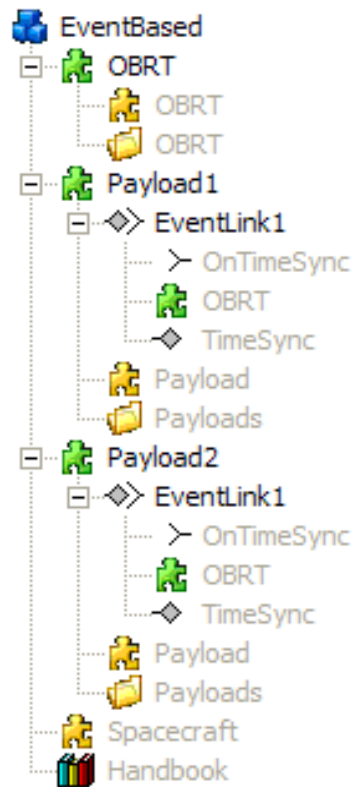 EventBased
OBRT
OBRT
OBRT
Payload1
EventLink1
OnTimeSync
OBRT
TimeSync
Payload
Payloads
Payload2
EventLink1
OnTimeSync
OBRT
TimeSync
Payload
Payloads
Spacecraft
Handbook